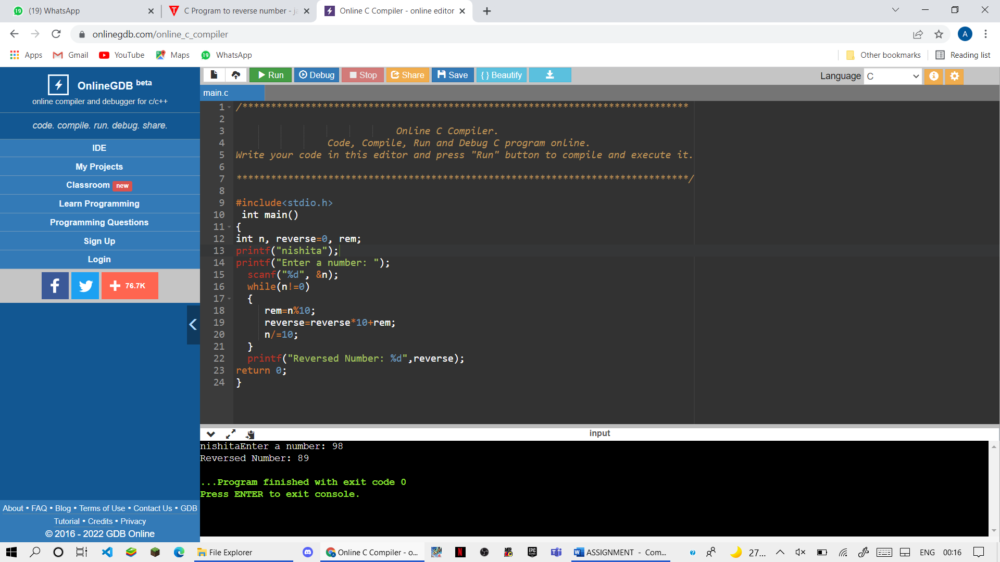 (19) WhatsApp
C Program to reverse number - ja
Online C Compiler - online editor
onlinegdb.com/online_c_compiler
A
Apps
Gmail
YouTube
Maps
19 WhatsApp
Other bookmarks
Reading list
OnlineGDB beta
online compiler and debugger for c/c++
code. compile. run. debug. share.
IDE
My Projects
Classroom new
Learn Programming
Programming Questions
Sign Up
Login
f
+ 76.7K
About • FAQ • Blog • Terms of Use • Contact Us • GDB
Tutorial • Credits • Privacy
© 2016 - 2022 GDB Online
Run
Debug
Stop
Share
Save
{ } Beautify
Language C
main.c
1 /******************************************************************************
2
3 Online C Compiler.
4 Code, Compile, Run and Debug C program online.
5 Write your code in this editor and press "Run" button to compile and execute it.
6
7 *******************************************************************************/
8
9 #include<stdio.h>
10 int main()
11 {
12 int n, reverse=0, rem;
13 printf("nishita");
14 printf("Enter a number: ");
15 scanf("%d", &n);
16 while(n!=0)
17 {
18 rem=n%10;
19 reverse=reverse*10+rem;
20 n/=10;
21 }
22 printf("Reversed Number: %d",reverse);
23 return 0;
24 }
input
nishitaEnter a number: 98
Reversed Number: 89
...Program finished with exit code 0
Press ENTER to exit console.
File Explorer
Online C Compiler - o...
N
EPIC GAMES
ASSIGNMENT - Com...
27...
ENG
00:16